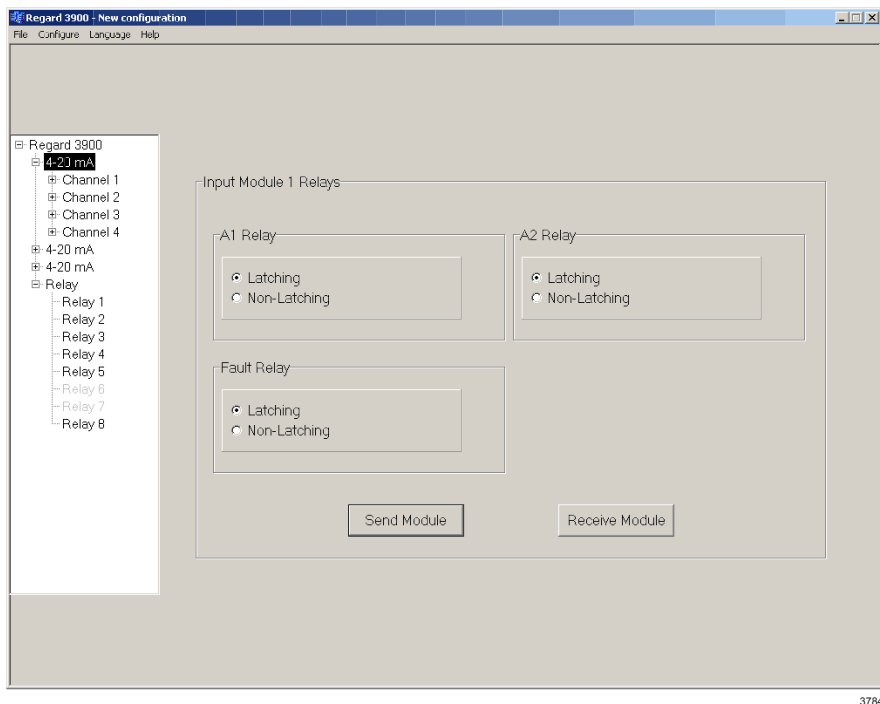 Regard 3900 - New configuration
File Configure Language Help
Regard 3900
4-20 mA
Channel 1
Channel 2
Channel 3
Channel 4
4-20 mA
4-20 mA
Relay
Relay 1
Relay 2
Relay 3
Relay 4
Relay 5
Relay 6
Relay 7
Relay 8
Input Module 1 Relays
A1 Relay
Latching
Non-Latching
A2 Relay
Latching
Non-Latching
Fault Relay
Latching
Non-Latching
Send Module
Receive Module
3784